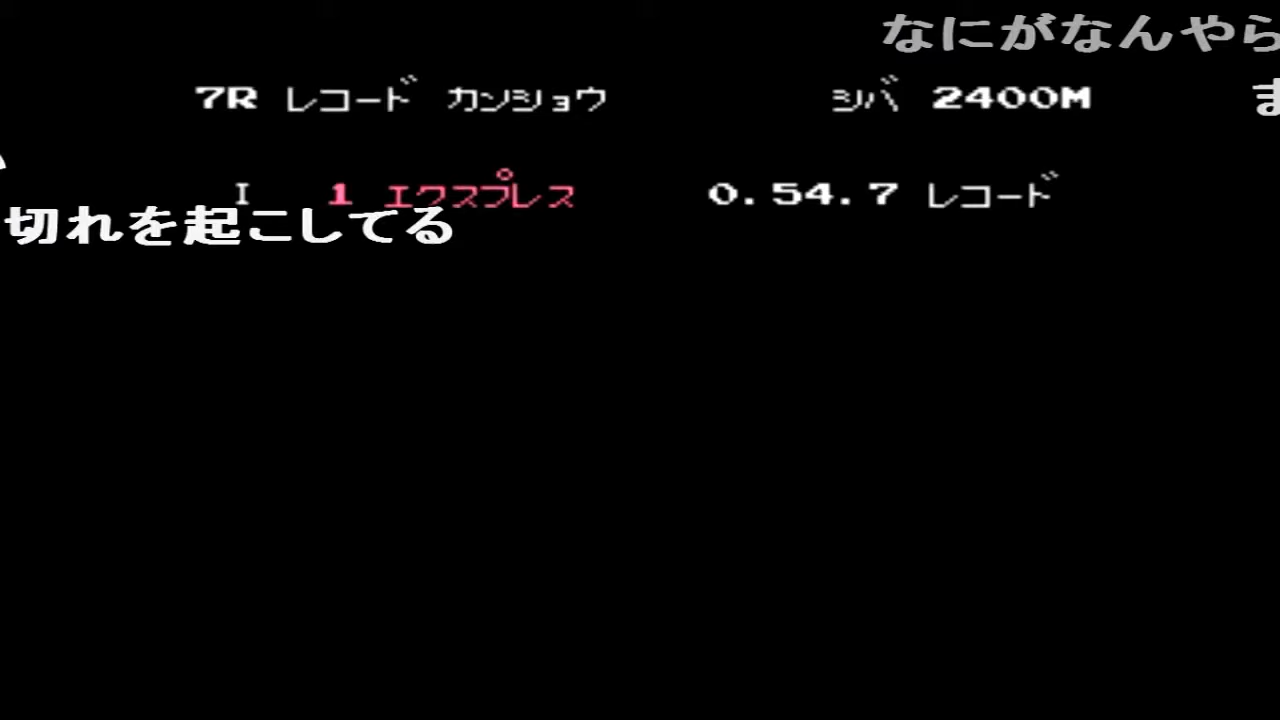 なにがなんやら
7R レコード カンショウ シバ 2400M
ま
I 1 エクスプレス 0.54.7 レコード
切れを起こしてる